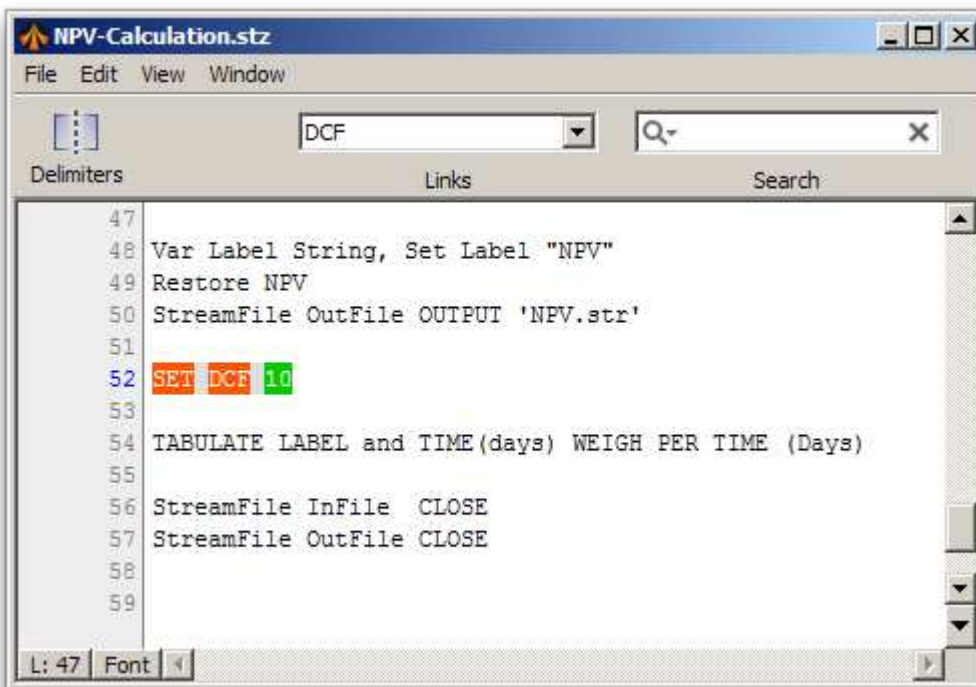 NPV-Calculation.stz
File Edit View Window
DCF
Delimiters Links Search
47
48 Var Label String, Set Label "NPV"
49 Restore NPV
50 StreamFile OutFile OUTPUT 'NPV.str'
51
52 SET DCF 10
53
54 TABULATE LABEL and TIME(days) WEIGH PER TIME (Days)
55
56 StreamFile InFile  CLOSE
57 StreamFile OutFile CLOSE
58
59
L: 47 Font